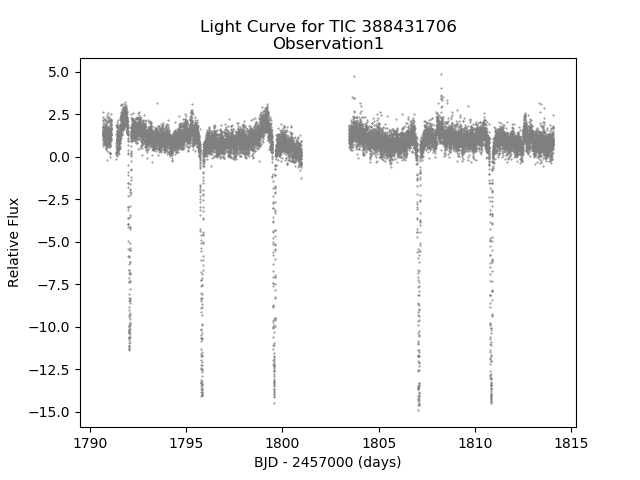 Light Curve for TIC 388431706
Observation1
5.0
2.5
0.0
−2.5
−5.0
−7.5
−10.0
−12.5
−15.0
Relative Flux
1790 1795 1800 1805 1810 1815
BJD - 2457000 (days)